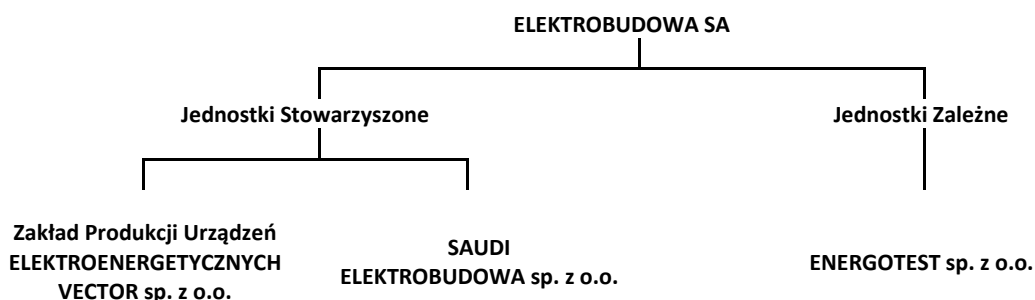 ELEKTROBUDOWA SA
Jednostki Stowarzyszone
Jednostki Zależne
Zakład Produkcji Urządzeń
ELEKTROENERGETYCZNYCH
VECTOR sp. z o.o.
SAUDI
ELEKTROBUDOWA sp. z o.o.
ENERGOTEST sp. z o.o.